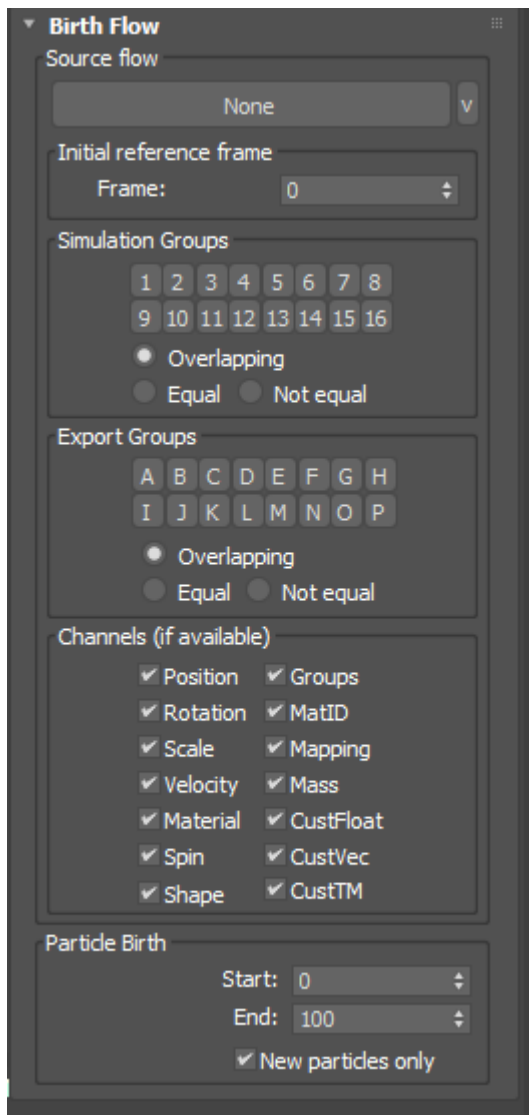 Birth Flow
Source flow
None
v
Initial reference frame
Frame: 0
Simulation Groups
1 2 3 4 5 6 7 8
9 10 11 12 13 14 15 16
Overlapping
Equal Not equal
Export Groups
A B C D E F G H
I J K L M N O P
Overlapping
Equal Not equal
Channels (if available)
Position Groups
Rotation MatID
Scale Mapping
Velocity Mass
Material CustFloat
Spin CustVec
Shape CustTM
Particle Birth
Start: 0
End: 100
New particles only